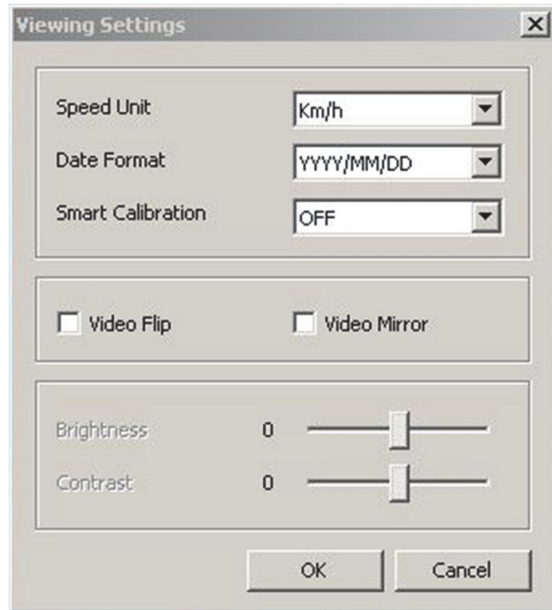 Viewing Settings
Speed Unit Km/h
Date Format YYYY/MM/DD
Smart Calibration OFF
Video Flip Video Mirror
Brightness 0
Contrast 0
OK Cancel